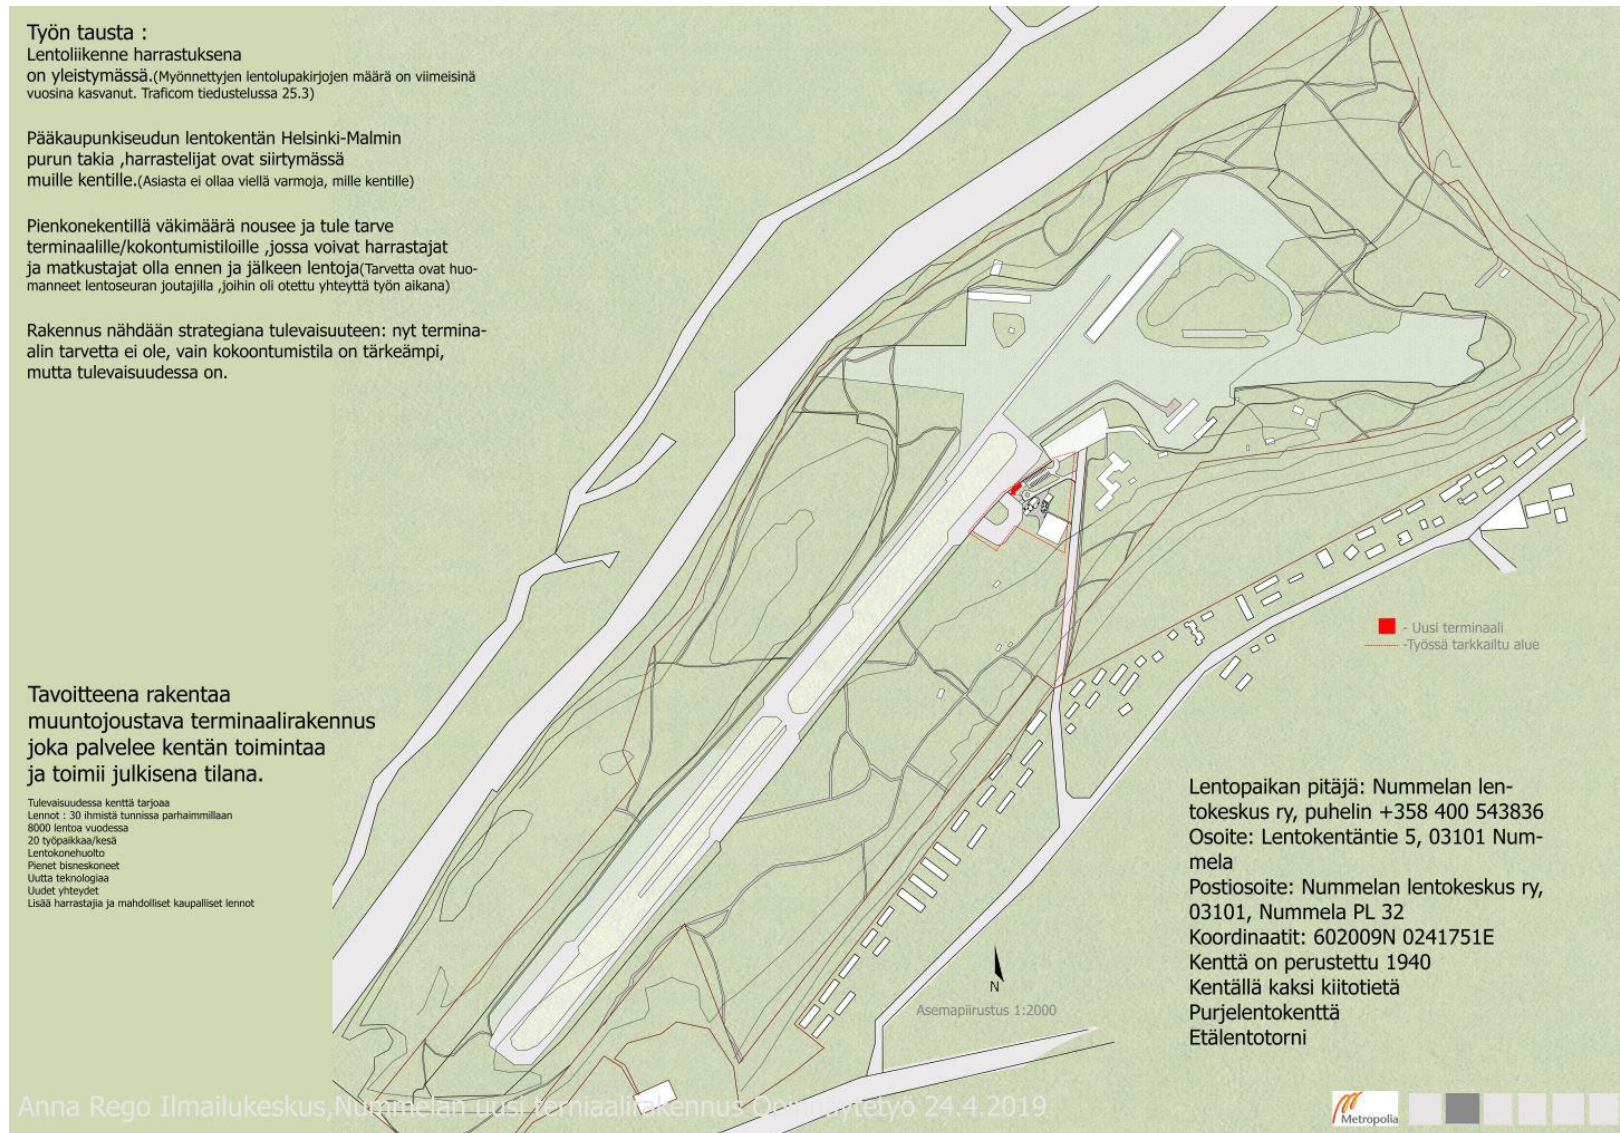 Työn tausta :
Lentoliikenne harrastuksena
on yleistymässä.(Myönnettyjen lentolupakirjojen määrä on viimeisinä
vuosina kasvanut. Traficom tiedustelussa 25.3)
Pääkaupunkiseudun lentokentän Helsinki-Malmin
purun takia ,harrastelijat ovat siirtymässä
muille kentille.(Asiasta ei ollaa viellä varmoja, mille kentille)
Pienkonekentillä väkimäärä nousee ja tule tarve
terminaalille/kokontumistiloille ,jossa voivat harrastajat
ja matkustajat olla ennen ja jälkeen lentoja(Tarvetta ovat huo-
manneet lentoseuran joutajilla ,joihin oli otettu yhteyttä työn aikana)
Rakennus nähdään strategiana tulevaisuuteen: nyt termina-
alin tarvetta ei ole, vain kokoontumistila on tärkeämpi,
mutta tulevaisuudessa on.
Tavoitteena rakentaa
muuntojoustava terminaalirakennus
joka palvelee kentän toimintaa
ja toimii julkisena tilana.
Tulevaisuudessa kenttä tarjoaa
Lennot : 30 ihmistä tunnissa parhaimmillaan
8000 lentoa vuodessa
20 työpaikkaa/kesä
Lentokonehuolto
Pienet bisneskoneet
Uutta teknologiaa
Uudet yhteydet
Lisää harrastajia ja mahdolliset kaupalliset lennot
- Uusi terminaali
-Työssä tarkkailtu alue
Lentopaikan pitäjä: Nummelan len-
tokeskus ry, puhelin +358 400 543836
Osoite: Lentokentäntie 5, 03101 Num-
mela
Postiosoite: Nummelan lentokeskus ry,
03101, Nummela PL 32
Koordinaatit: 602009N 0241751E
Kenttä on perustettu 1940
Kentällä kaksi kiitotietä
Purjelentokenttä
Etälentotorni
N
Asemapiirustus 1:2000
Anna Rego Ilmailukeskus,Nummelan uusi terniaalirakennus Opinnäytetyö 24.4.2019
Metropolia